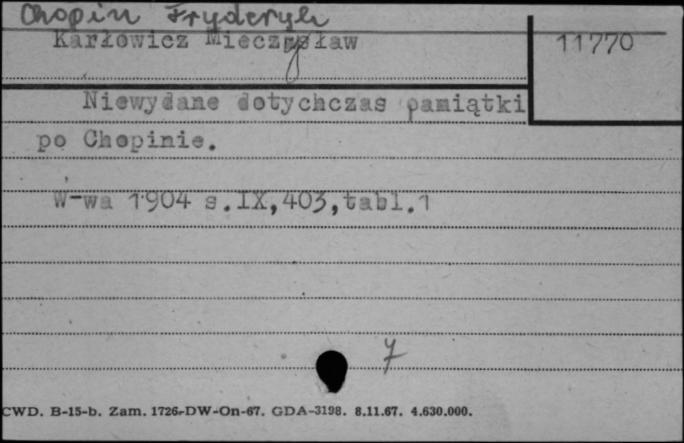 Chopin Fryderyk
Karłowicz Mieczysław
11770
Niewydane dotychczas pamiątki
po Chopinie.
W-wa 1904 s.IX,403,tabl.1
7
CWD. B-15-b. Zam. 1726-DW-On-67. GDA-3198. 8.11.67. 4.630.000.